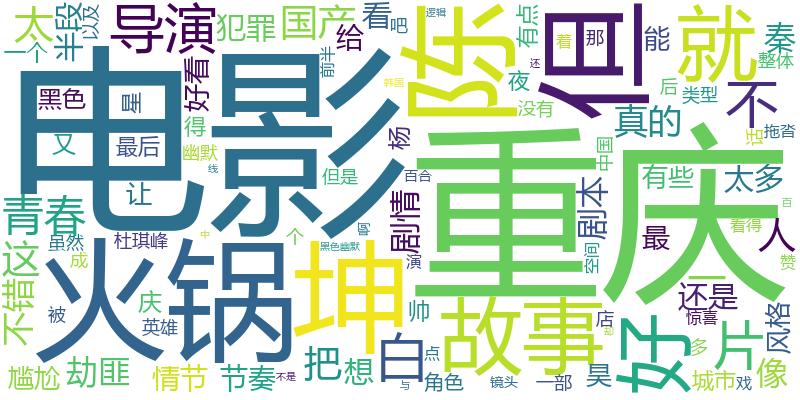 太
半段
以及
导演
犯罪
国产
给
看
吧
逻辑
有点
着
那
能
秦
一个
黑色
星
好看
前半
韩国
夜
还
后
类型
整体
电影
陈
但
就
不
又
最后
得
幽默
线
杨
但是
百合
没有
真的
话
拖沓
让
中国
有些
太多
百
青春
虽然
杜琪峰
个
剧情
啊
黑色幽默
中
演
重庆
剧本
空间
最
看得
人
赞
不错
这
成
庆
被
英雄
火锅
坤
帅
故事
店
却
还是
惊喜
风格
尴尬
劫匪
情节
节奏
不是
把
想
白
点
与
角色
镜头
一部
昊
好
多
片
城市
戏
像
一